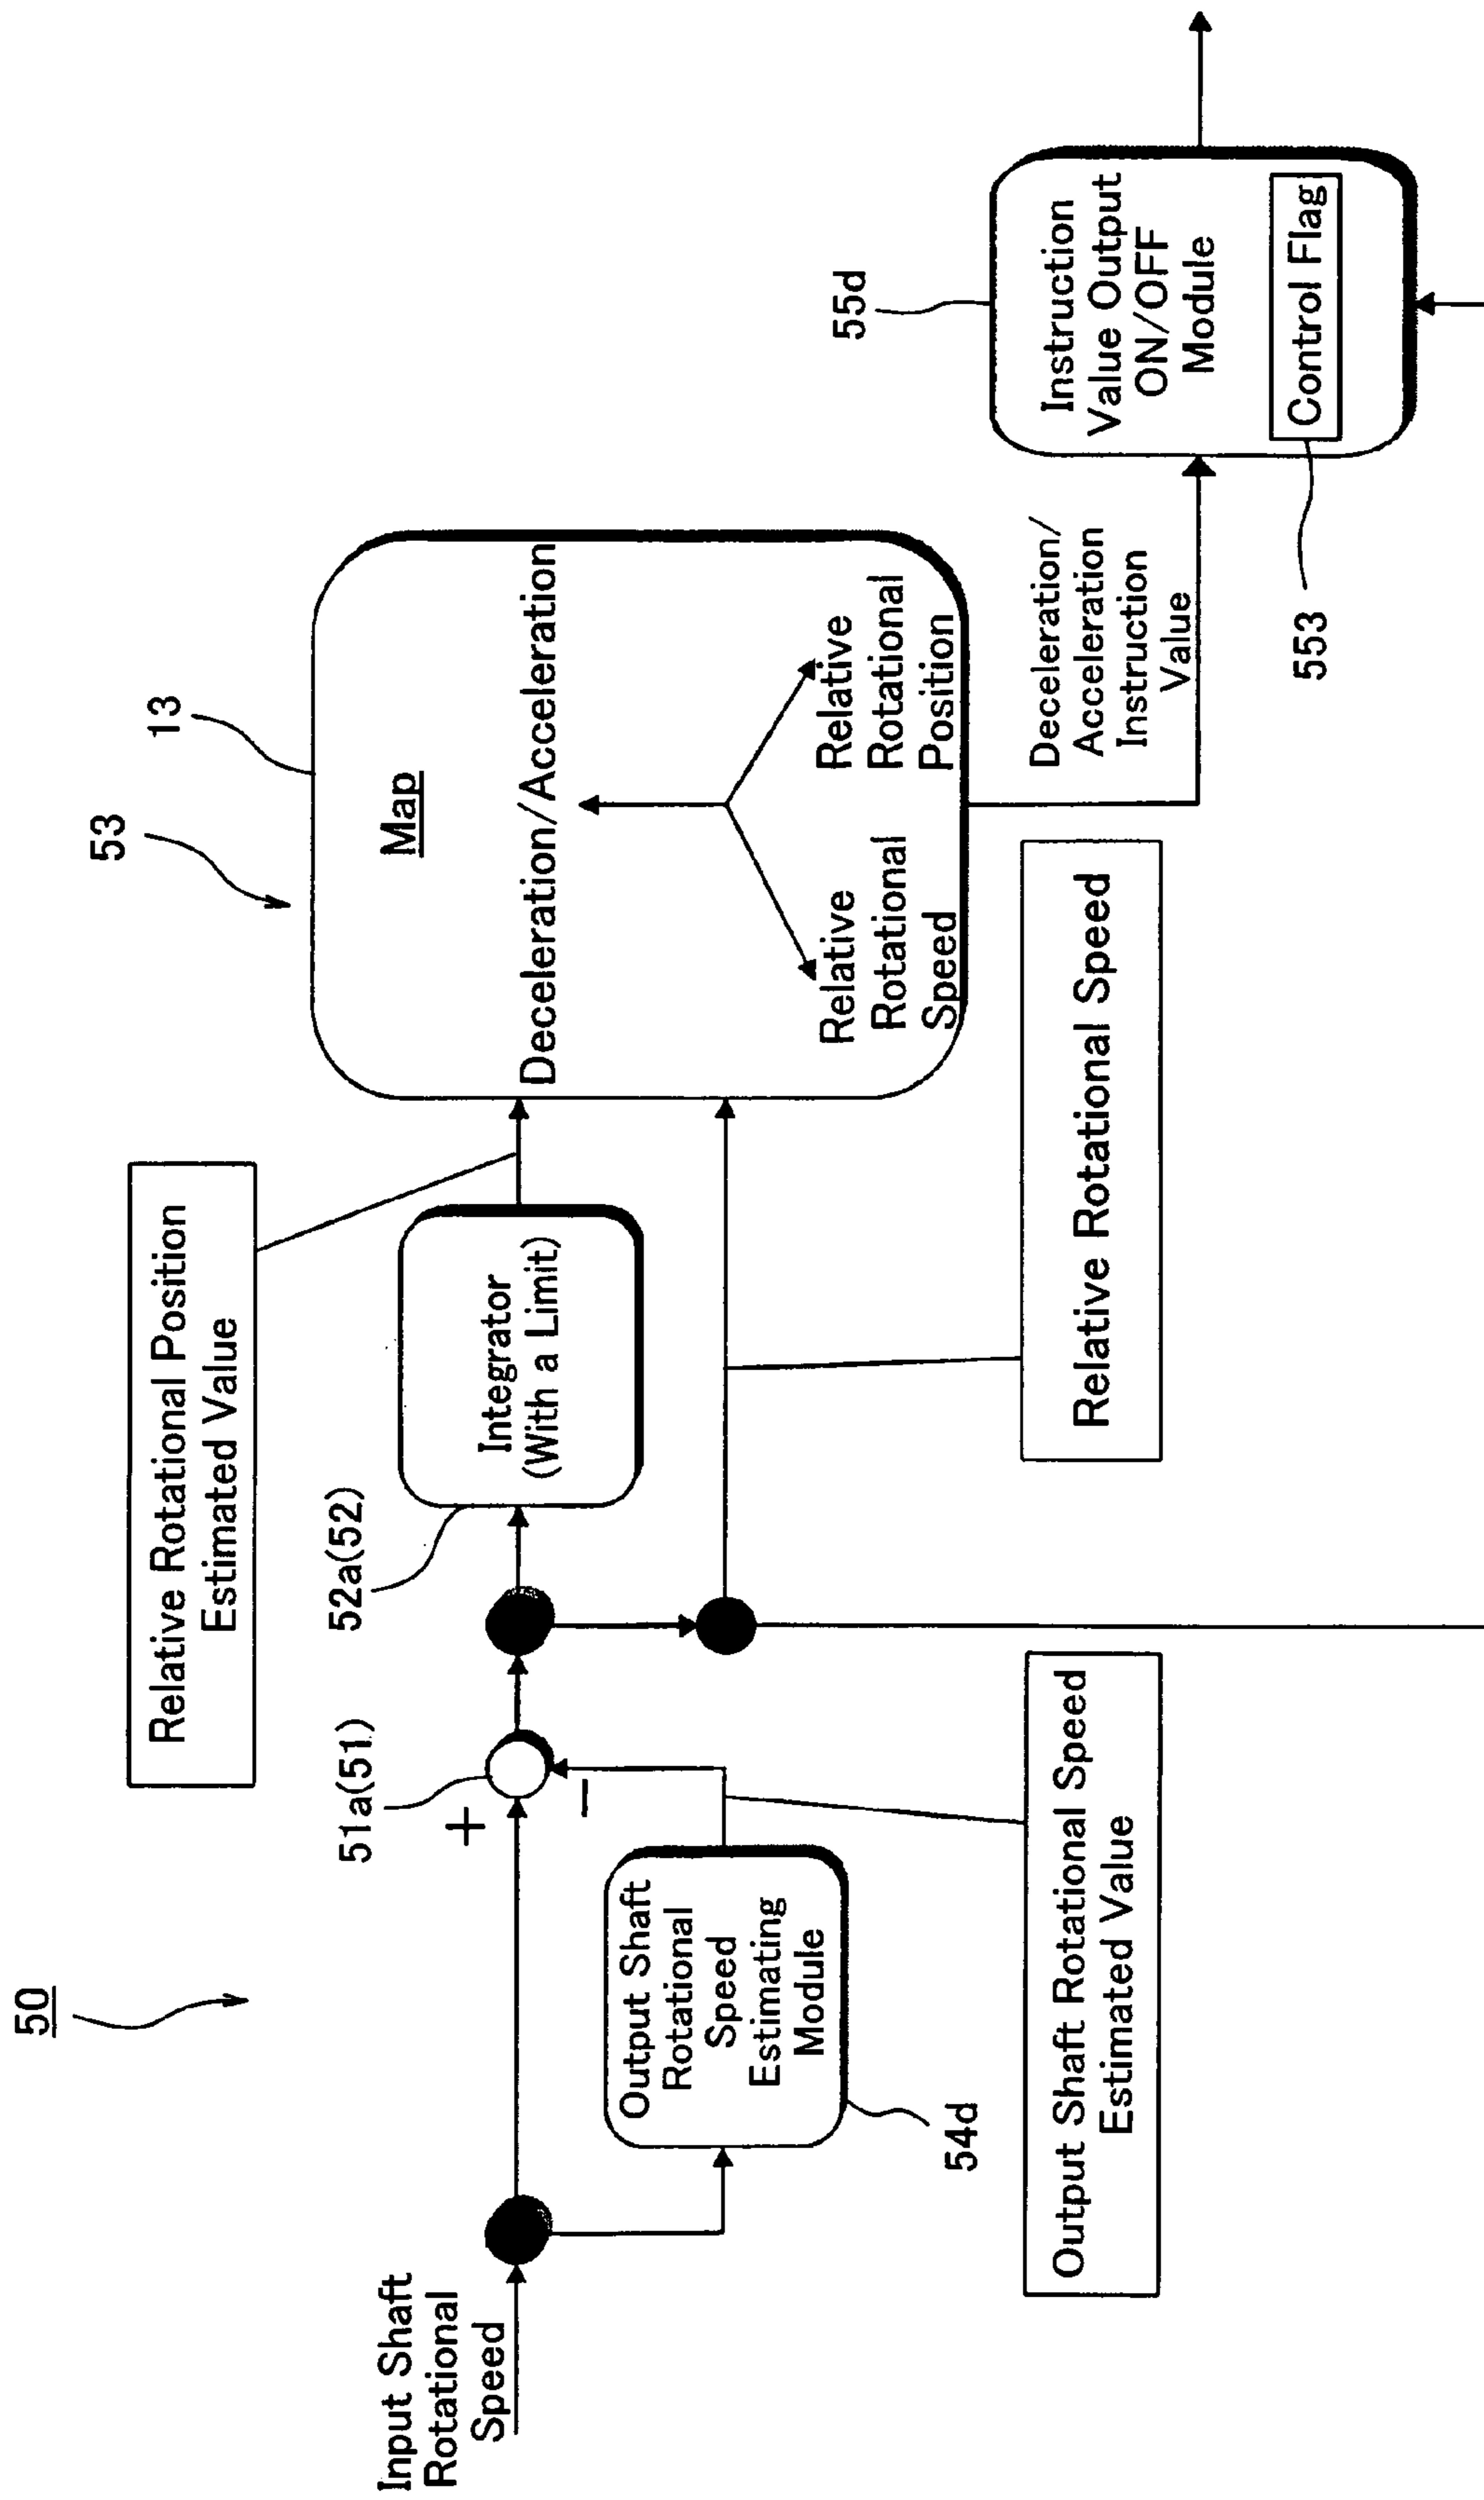 50
Input Shaft
Rotational
Speed
Output Shaft
Rotational
Speed
Estimating
Module
54d
+
−
51a(51)
Output Shaft Rotational Speed
Estimated Value
52a(52)
Integrator
(With a Limit)
Relative Rotational Position
Estimated Value
Relative Rotational Speed
53
13
Map
Deceleration/Acceleration
Relative
Rotational
Speed
Relative
Rotational
Position
Deceleration/
Acceleration
Instruction
Value
55d
Instruction
Value Output
ON/OFF
Module
Control Flag
553